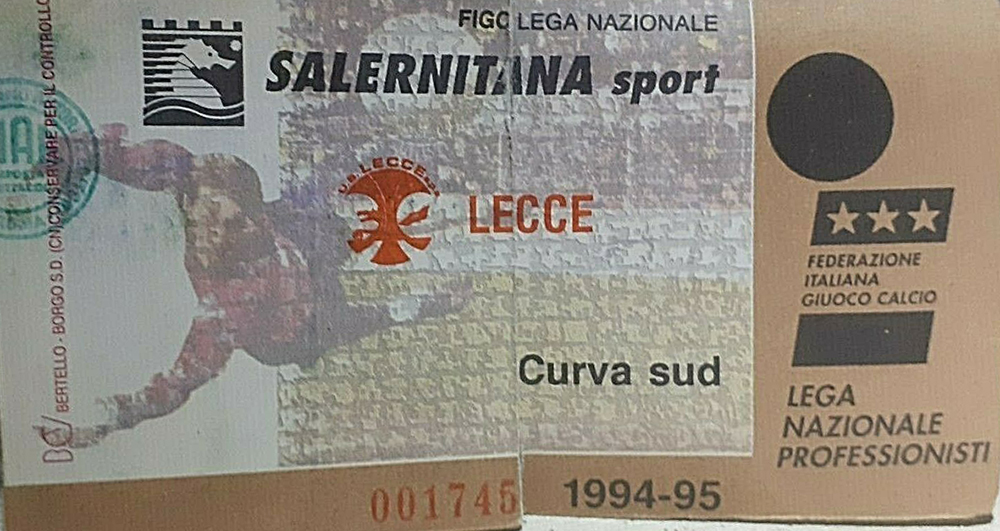 FIGC LEGA NAZIONALE
SALERNITANA sport
U.S. LECCE
LECCE
Curva sud
001745
1994-95
FEDERAZIONE
ITALIANA
GIUOCO CALCIO
LEGA
NAZIONALE
PROFESSIONISTI
BERTELLO - BORGO S.D. (CN) CONSERVARE PER IL CONTROLLO